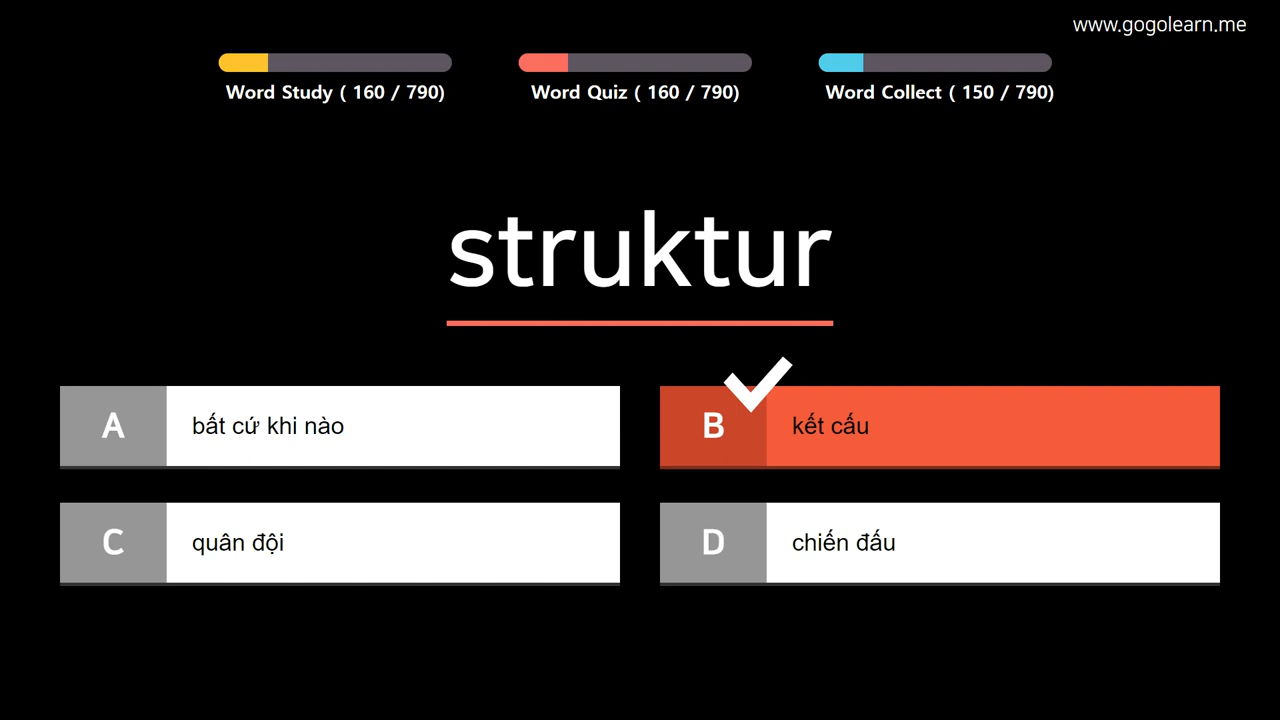 www.gogolearn.me
Word Study ( 160 / 790)
Word Quiz ( 160 / 790)
Word Collect ( 150 / 790)
struktur
A bất cứ khi nào
B kết cấu
C quân đội
D chiến đấu